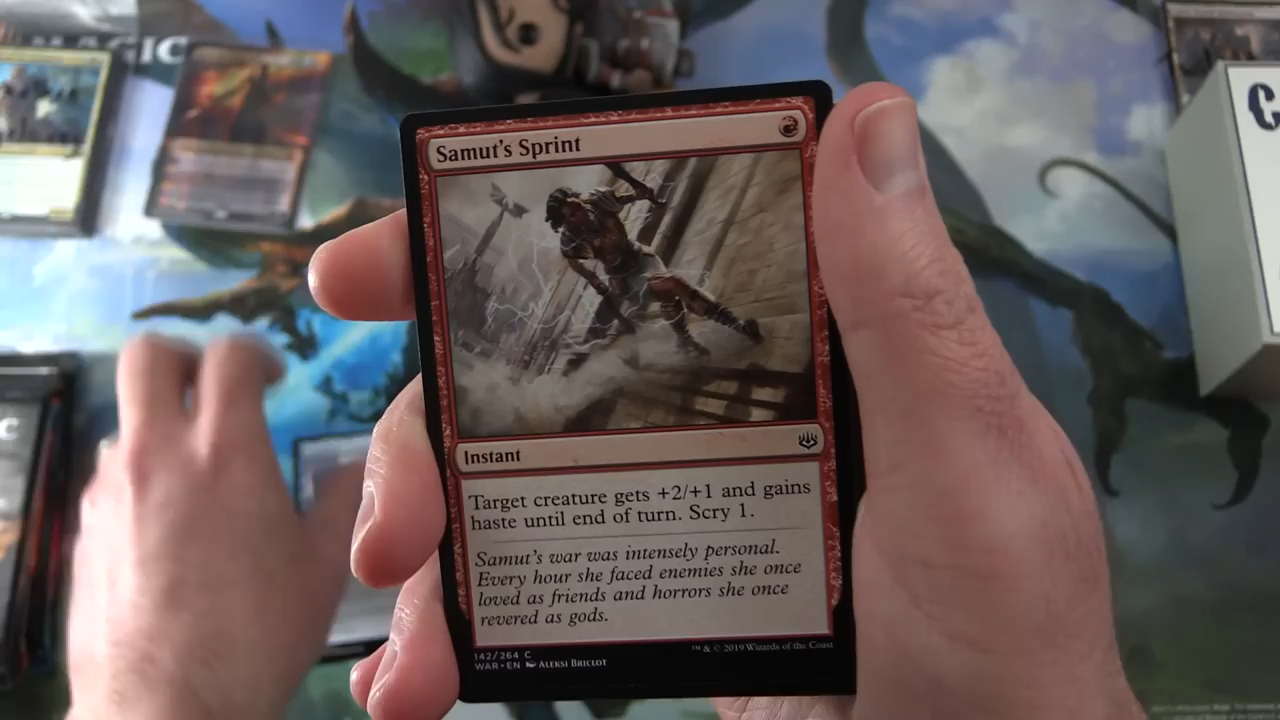 MAGIC
C
Samut's Sprint
Instant
Target creature gets +2/+1 and gains
haste until end of turn. Scry 1.
Samut's war was intensely personal.
Every hour she faced enemies she once
loved as friends and horrors she once
revered as gods.
142/264 C
WAR • EN ALEKSI BRICLOT
™ & © 2019 Wizards of the Coast
C